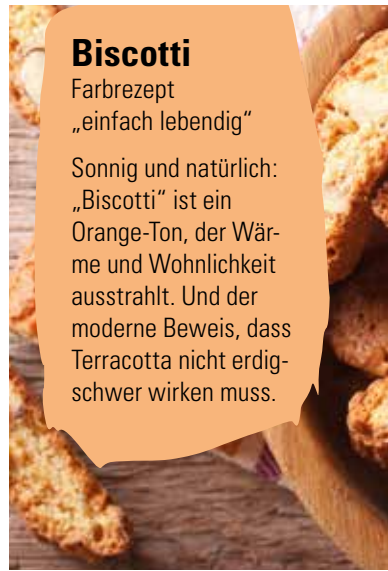 Biscotti
Farbrezept
„einfach lebendig“
Sonnig und natürlich:
„Biscotti“ ist ein
Orange-Ton, der Wär-
me und Wohnlichkeit
ausstrahlt. Und der
moderne Beweis, dass
Terracotta nicht erdig-
schwer wirken muss.